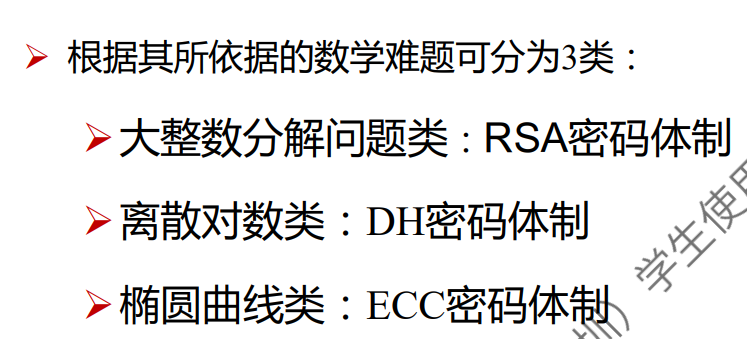 根据其所依据的数学难题可分为3类：
大整数分解问题类：RSA密码体制
离散对数类：DH密码体制
椭圆曲线类：ECC密码体制
圳）学生使用